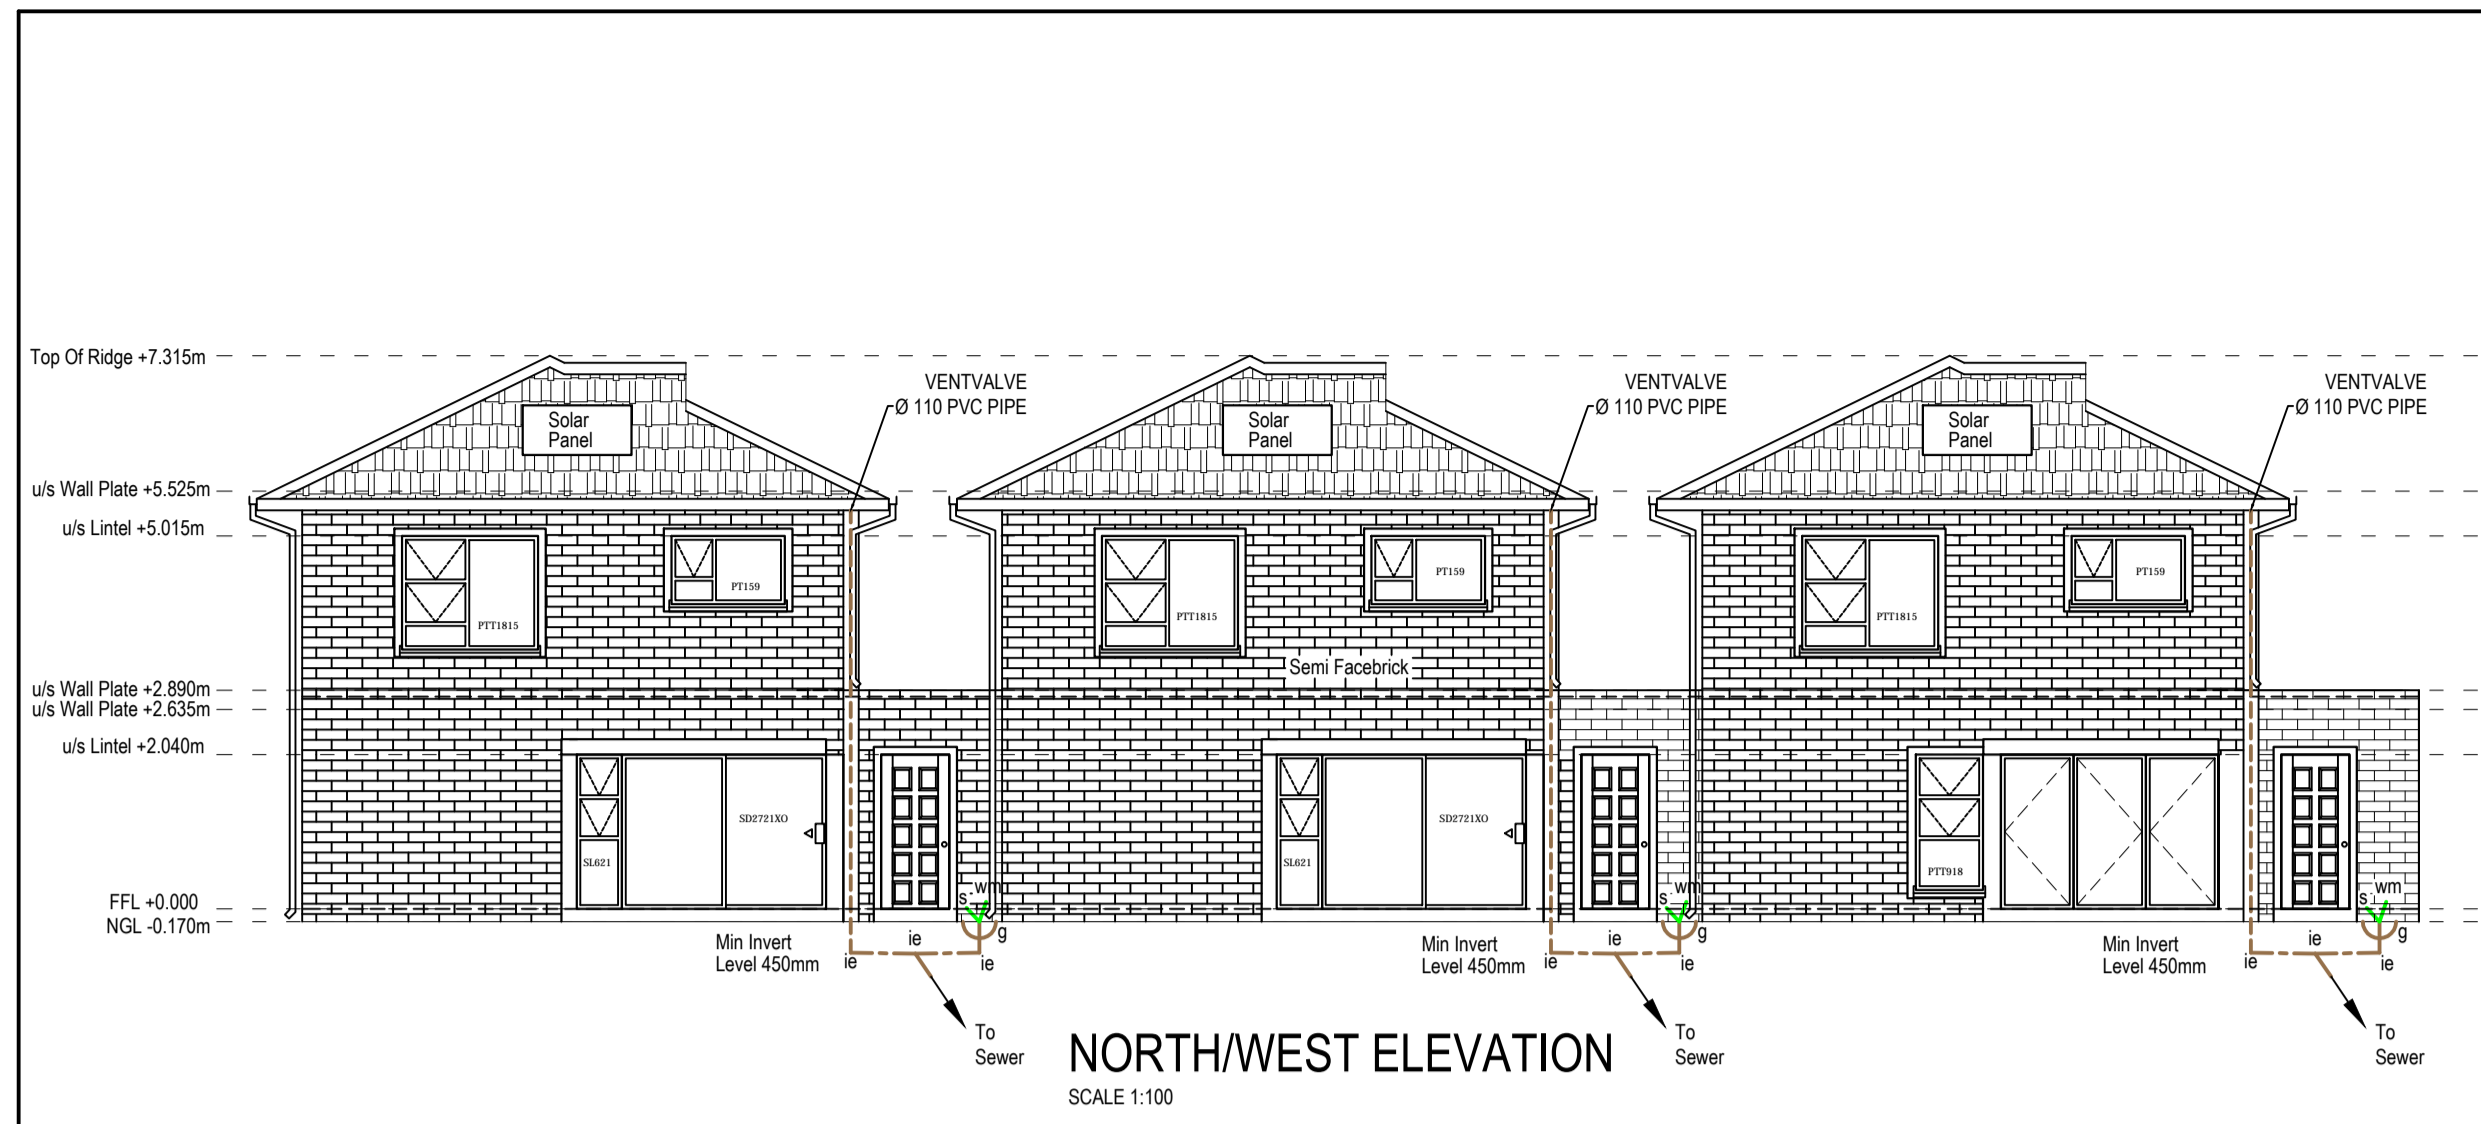 Top Of Ridge +7.315m
VENTVALVE
Ø 110 PVC PIPE
VENTVALVE
Ø 110 PVC PIPE
VENTVALVE
Ø 110 PVC PIPE
Solar
Panel
Solar
Panel
Solar
Panel
u/s Wall Plate +5.525m
u/s Lintel +5.015m
PTT1815
PT159
PTT1815
PT159
PTT1815
PT159
Semi Facebrick
u/s Wall Plate +2.890m
u/s Wall Plate +2.635m
u/s Lintel +2.040m
SL621
SD2721XO
SL621
SD2721XO
PTT918
s
wm
s
wm
s
wm
FFL +0.000
NGL -0.170m
Min Invert
Level 450mm
ie
ie
ie
g
Min Invert
Level 450mm
ie
ie
ie
g
Min Invert
Level 450mm
ie
ie
ie
g
To
Sewer
To
Sewer
To
Sewer
NORTH/WEST ELEVATION
SCALE 1:100